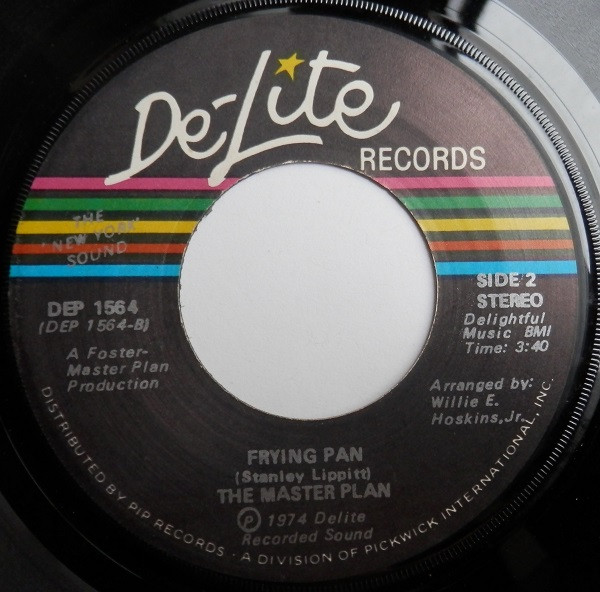 De-Lite
RECORDS
THE
'NEW YORK'
SOUND
DEP 1564
(DEP 1564-B)
A Foster-
Master Plan
Production
SIDE 2
STEREO
Delightful
Music BMI
Time: 3:40
Arranged by:
Willie E.
Hoskins,Jr.
FRYING PAN
(Stanley Lippitt)
THE MASTER PLAN
Ⓟ 1974 Delite
Recorded Sound
DISTRIBUTED BY PIP RECORDS - A DIVISION OF PICKWICK INTERNATIONAL, INC.